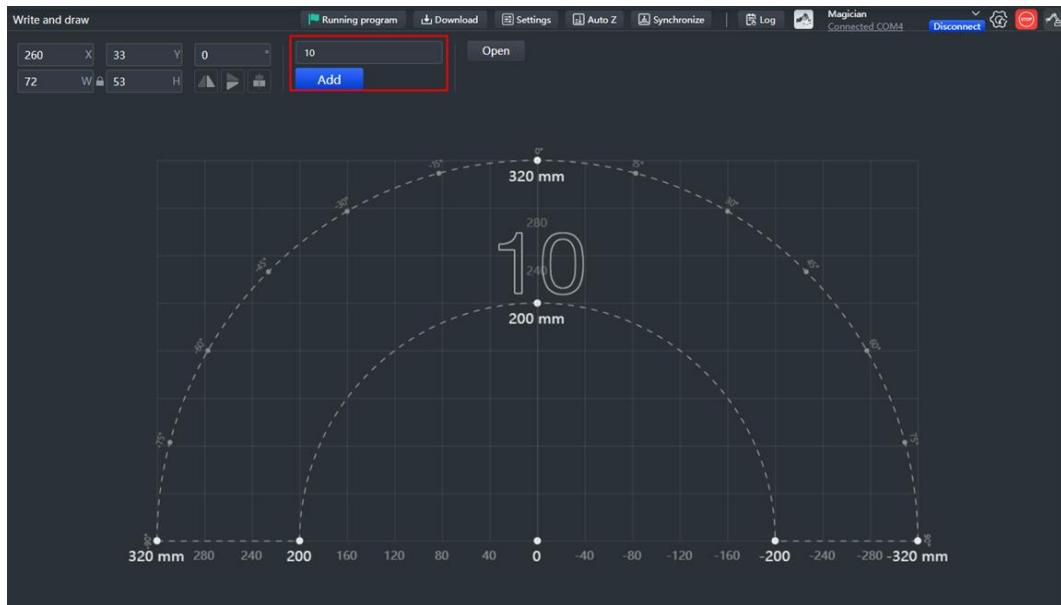 Write and draw Running program Download Settings Auto Z Synchronize Log Magician
Connected COM4 Disconnect STOP
260 X 33 Y 0 ° 10 Open
72 W 53 H Add
0°
-15° 15°
320 mm
-30° 30°
280
10
-45° 240 45°
200 mm
-60° 60°
-75° 75°
-90° 90°
320 mm 280 240 200 160 120 80 40 0 -40 -80 -120 -160 -200 -240 -280 -320 mm